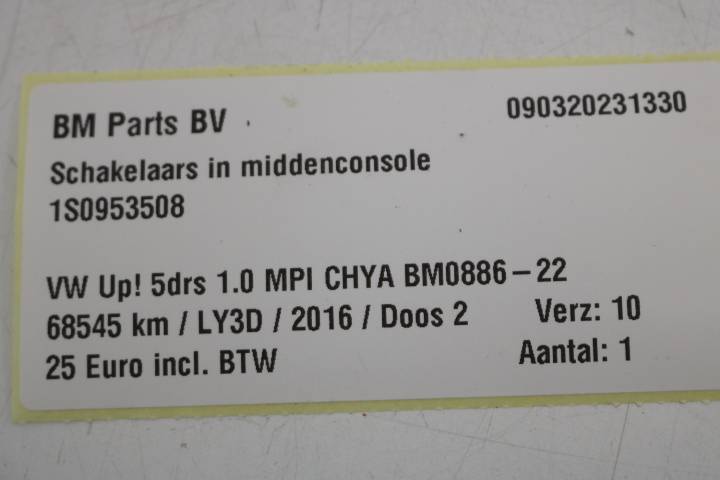 BM Parts BV 090320231330
Schakelaars in middenconsole
1S0953508
VW Up! 5drs 1.0 MPI CHYA BM0886-22
68545 km / LY3D / 2016 / Doos 2 Verz: 10
25 Euro incl. BTW Aantal: 1